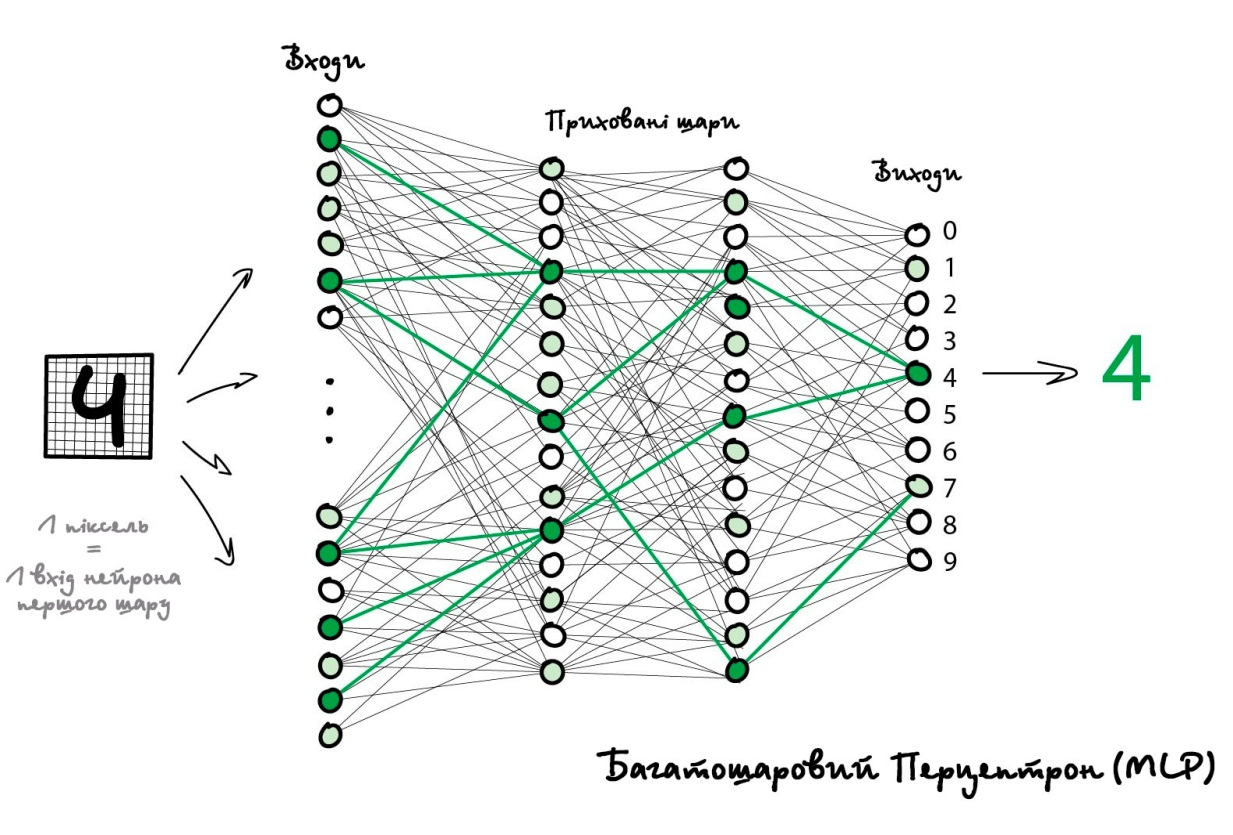 Входи
Приховані шари
Виходи
0
1
2
3
4
5
6
7
8
9
4
4
1 піксель
=
1 вхід нейрона
першого шару
Багатошаровий Перцептрон (MLP)